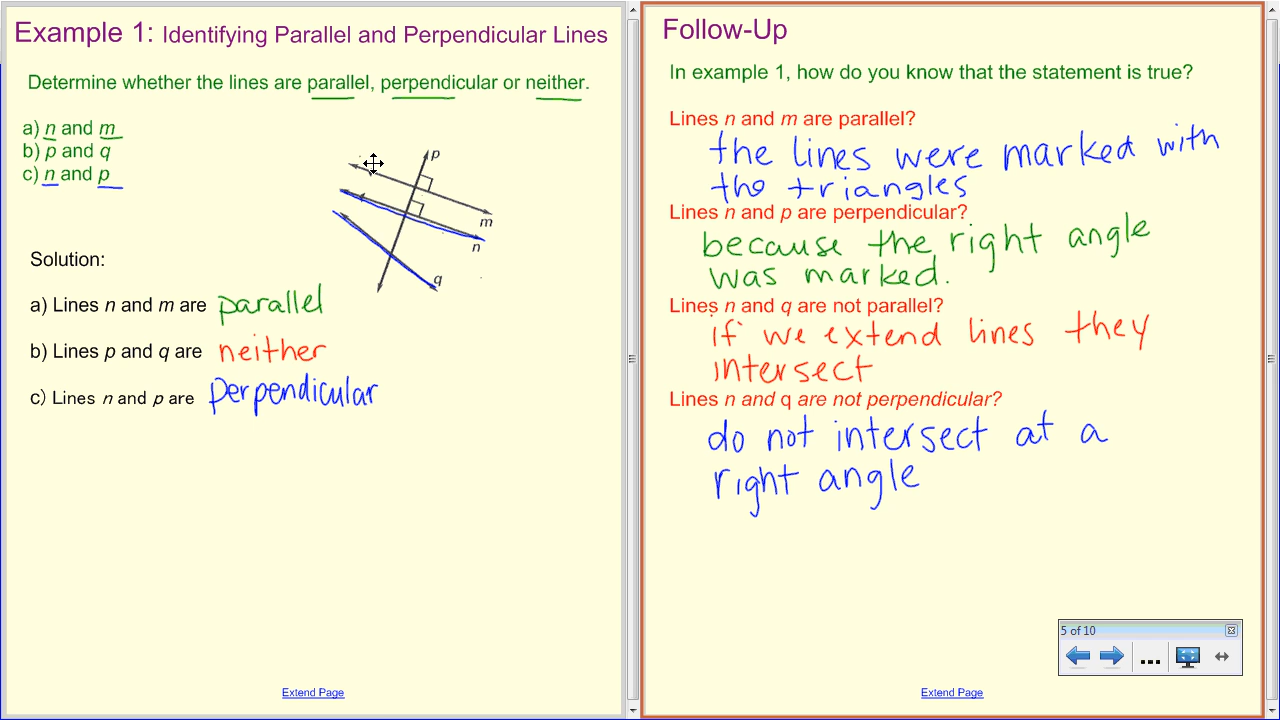 Example 1: Identifying Parallel and Perpendicular Lines
Determine whether the lines are parallel, perpendicular or neither.
a) n and m
b) p and q
c) n and p
p
m
n
q
Solution:
a) Lines n and m are parallel
b) Lines p and q are neither
c) Lines n and p are perpendicular
Extend Page
Follow-Up
In example 1, how do you know that the statement is true?
Lines n and m are parallel?
the lines were marked with
the triangles
Lines n and p are perpendicular?
because the right angle
was marked.
Lines n and q are not parallel?
if we extend lines they
intersect
Lines n and q are not perpendicular?
do not intersect at a
right angle
5 of 10
...
Extend Page